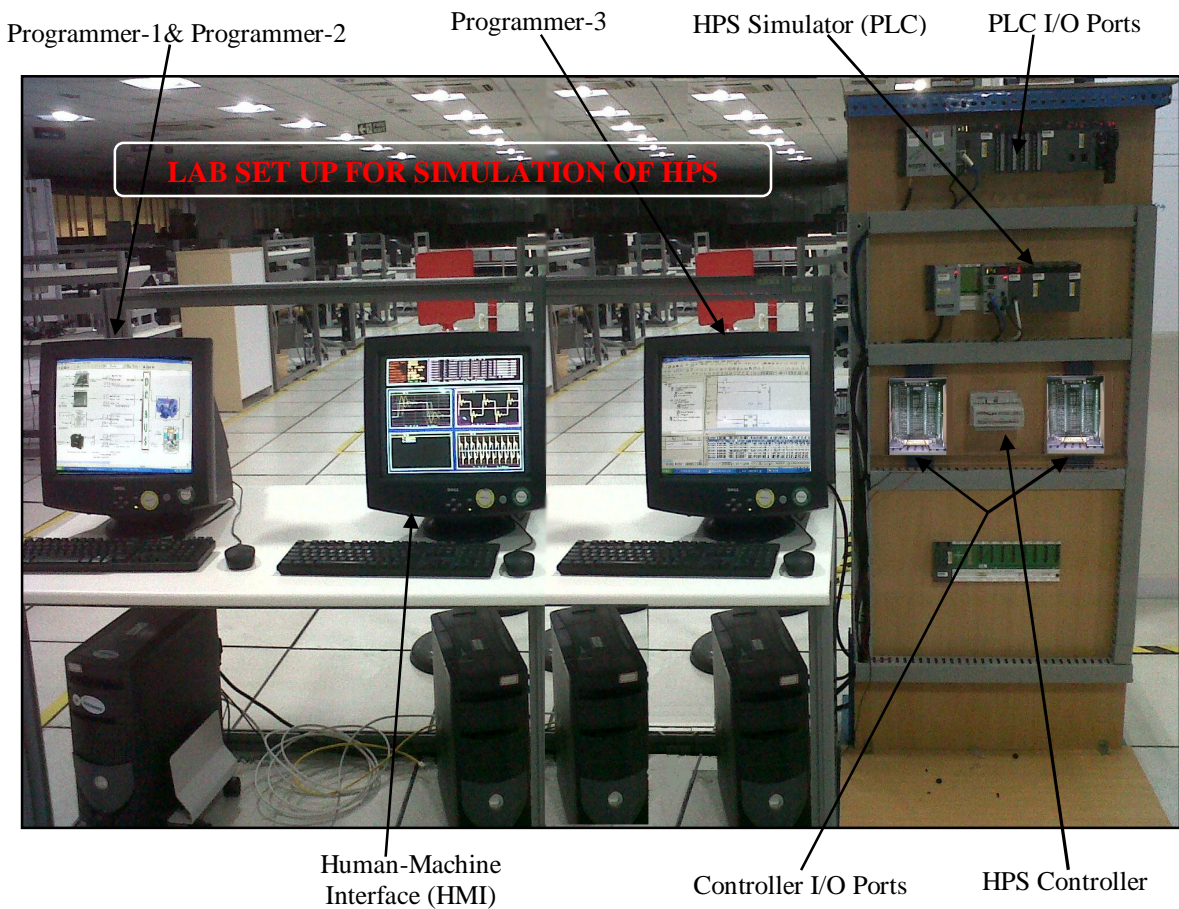 Programmer-1& Programmer-2
Programmer-3
HPS Simulator (PLC)
PLC I/O Ports
LAB SET UP FOR SIMULATION OF HPS
DELL
Human-Machine
Interface (HMI)
Controller I/O Ports
HPS Controller